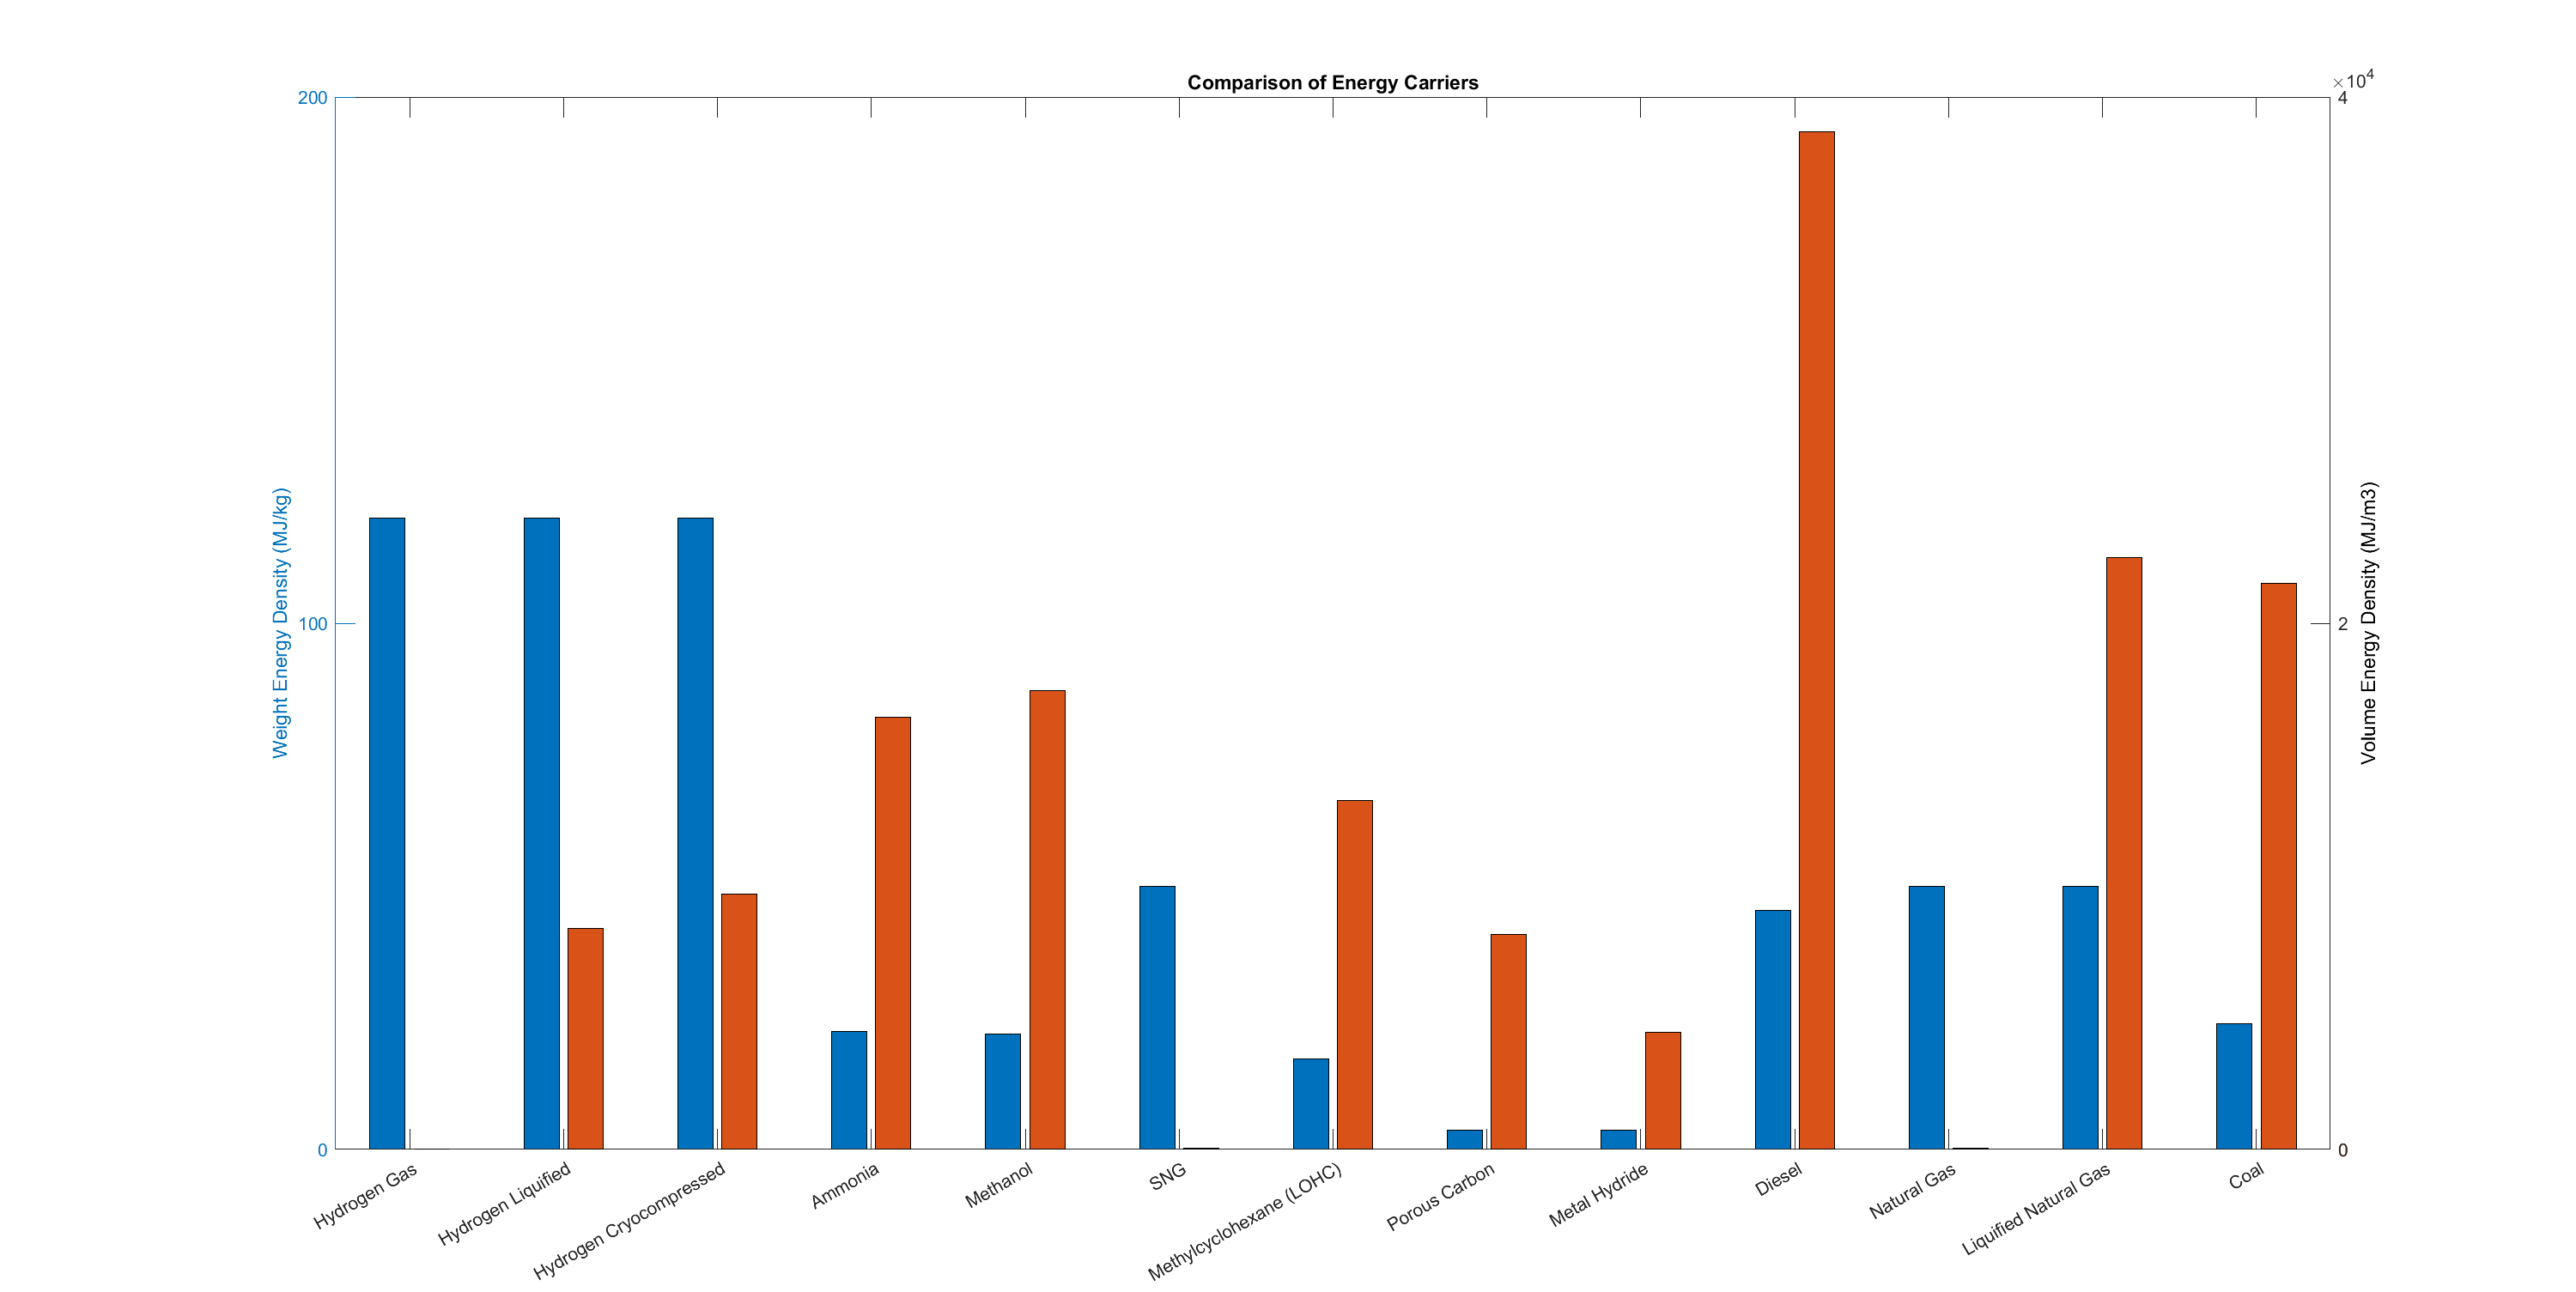 Comparison of Energy Carriers
×10⁴
200
100
0
Weight Energy Density (MJ/kg)
4
2
0
Volume Energy Density (MJ/m3)
Hydrogen Gas
Hydrogen Liquified
Hydrogen Cryocompressed
Ammonia
Methanol
SNG
Methylcyclohexane (LOHC)
Porous Carbon
Metal Hydride
Diesel
Natural Gas
Liquified Natural Gas
Coal